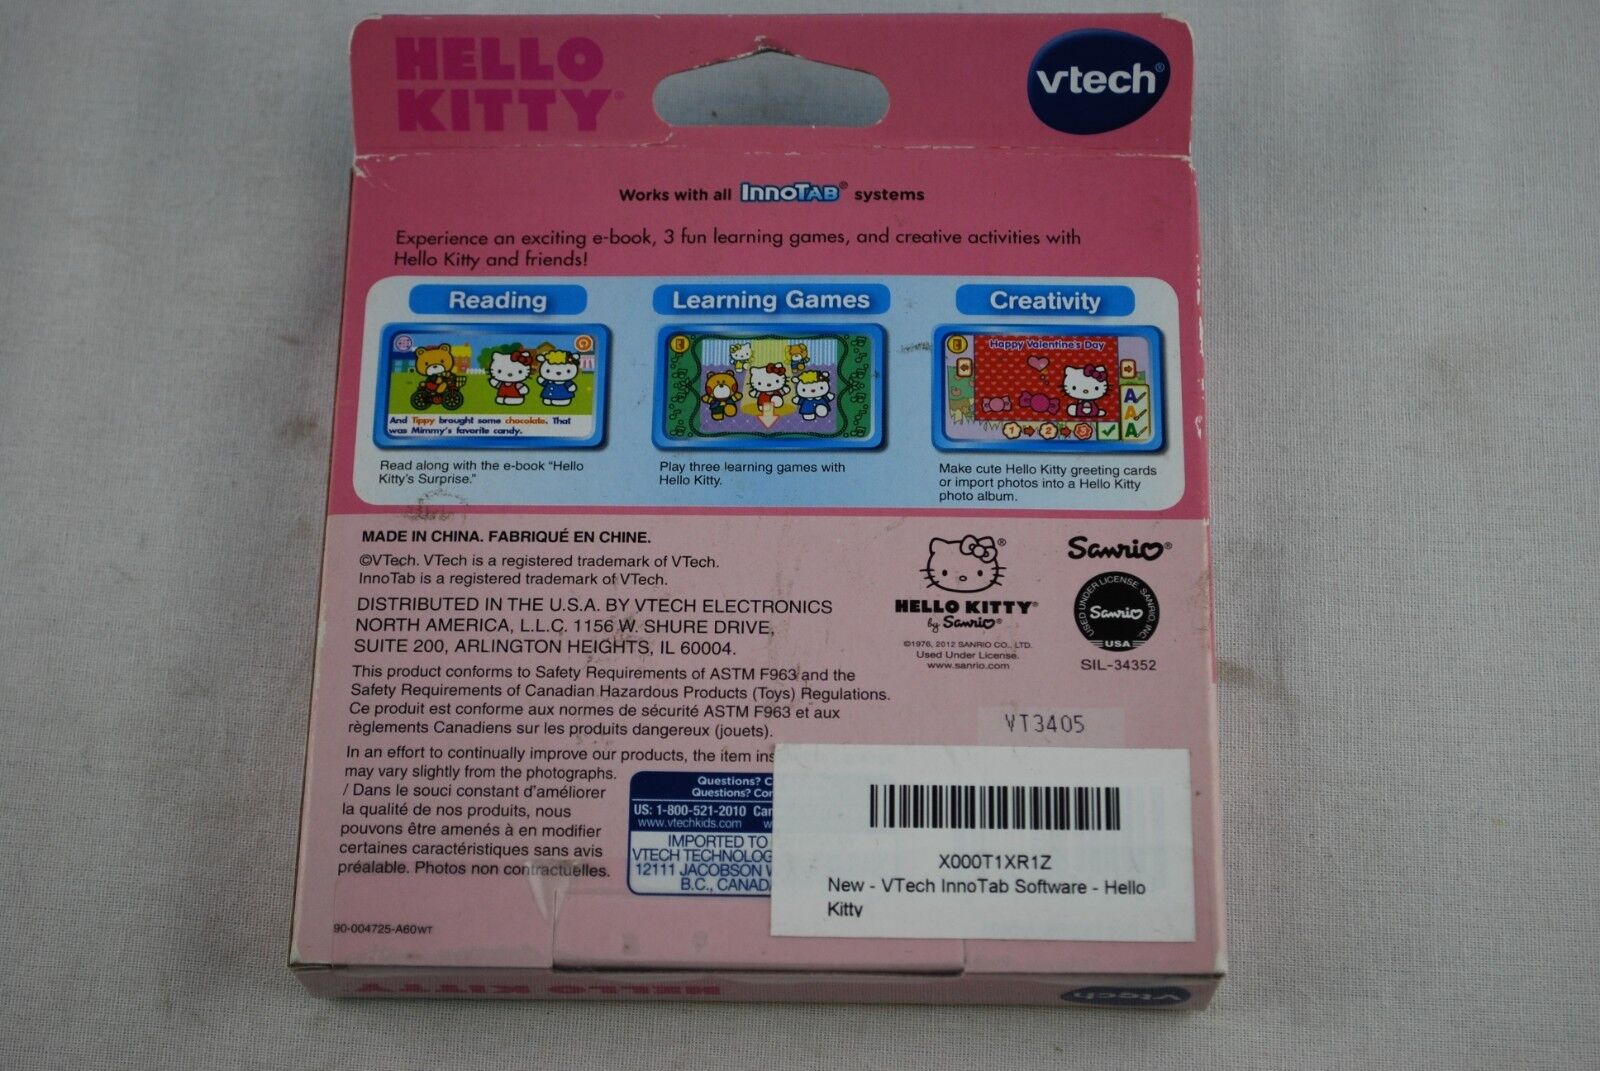 HELLO
KITTY®
vtech®
Works with all InnoTAB® systems
Experience an exciting e-book, 3 fun learning games, and creative activities with
Hello Kitty and friends!
Reading
And Tippy brought some chocolate. That
was Mimmy's favorite candy.
Read along with the e-book "Hello
Kitty's Surprise."
Learning Games
Play three learning games with
Hello Kitty.
Creativity
Happy Valentine's Day
A
A
A
1 2 3
Make cute Hello Kitty greeting cards
or import photos into a Hello Kitty
photo album.
MADE IN CHINA. FABRIQUÉ EN CHINE.
©VTech. VTech is a registered trademark of VTech.
InnoTab is a registered trademark of VTech.
DISTRIBUTED IN THE U.S.A. BY VTECH ELECTRONICS
NORTH AMERICA, L.L.C. 1156 W. SHURE DRIVE,
SUITE 200, ARLINGTON HEIGHTS, IL 60004.
This product conforms to Safety Requirements of ASTM F963 and the
Safety Requirements of Canadian Hazardous Products (Toys) Regulations.
Ce produit est conforme aux normes de sécurité ASTM F963 et aux
règlements Canadiens sur les produits dangereux (jouets).
In an effort to continually improve our products, the item ins
may vary slightly from the photographs.
/ Dans le souci constant d'améliorer
la qualité de nos produits, nous
pouvons être amenés à en modifier
certaines caractéristiques sans avis
préalable. Photos non contractuelles.
90-004725-A60WT
HELLO KITTY®
by Sanrio®
©1976, 2012 SANRIO CO., LTD.
Used Under License.
www.sanrio.com
Sanrio®
USED UNDER LICENSE SANRIO INC.
Sanrio
USA
SIL-34352
VT3405
Questions? C
Questions? Con
US: 1-800-521-2010 Can
www.vtechkids.com w
IMPORTED TO
VTECH TECHNOLOG
12111 JACOBSON W
B.C., CANADA
X000T1XR1Z
New - VTech InnoTab Software - Hello
Kitty
HELLO KITTY
vtech